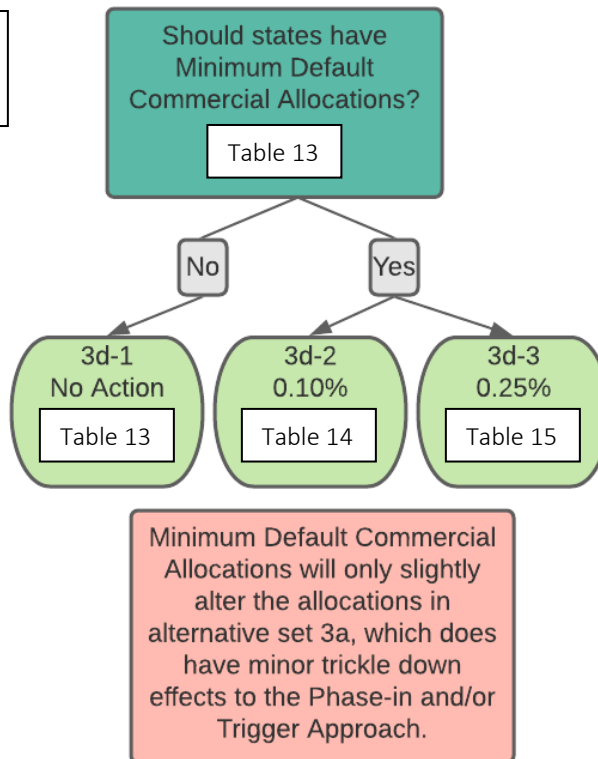 Should states have
Minimum Default
Commercial Allocations?
Table 13
No
Yes
3d-1
No Action
Table 13
3d-2
0.10%
Table 14
3d-3
0.25%
Table 15
Minimum Default Commercial
Allocations will only slightly
alter the allocations in
alternative set 3a, which does
have minor trickle down
effects to the Phase-in and/or
Trigger Approach.